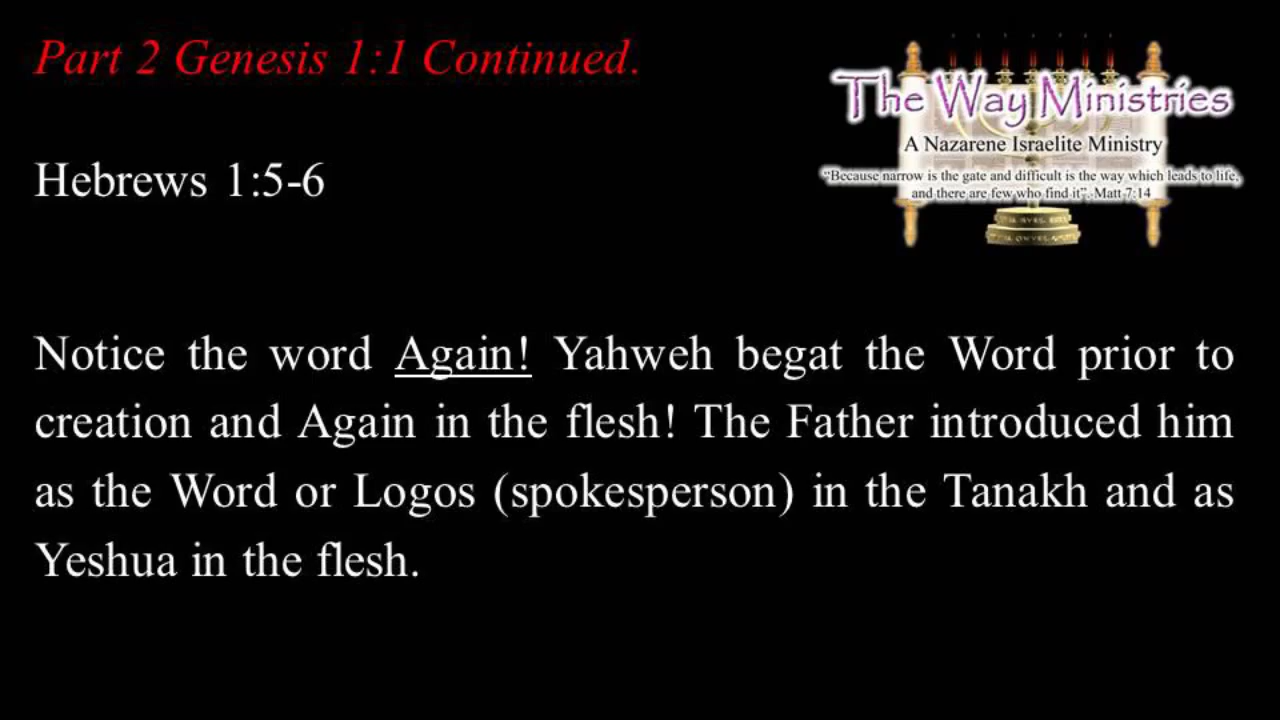 Part 2 Genesis 1:1 Continued.
The Way Ministries
A Nazarene Israelite Ministry
"Because narrow is the gate and difficult is the way which leads to life,
and there are few who find it". Matt 7:14
Hebrews 1:5-6
Notice the word Again! Yahweh begat the Word prior to
creation and Again in the flesh! The Father introduced him
as the Word or Logos (spokesperson) in the Tanakh and as
Yeshua in the flesh.